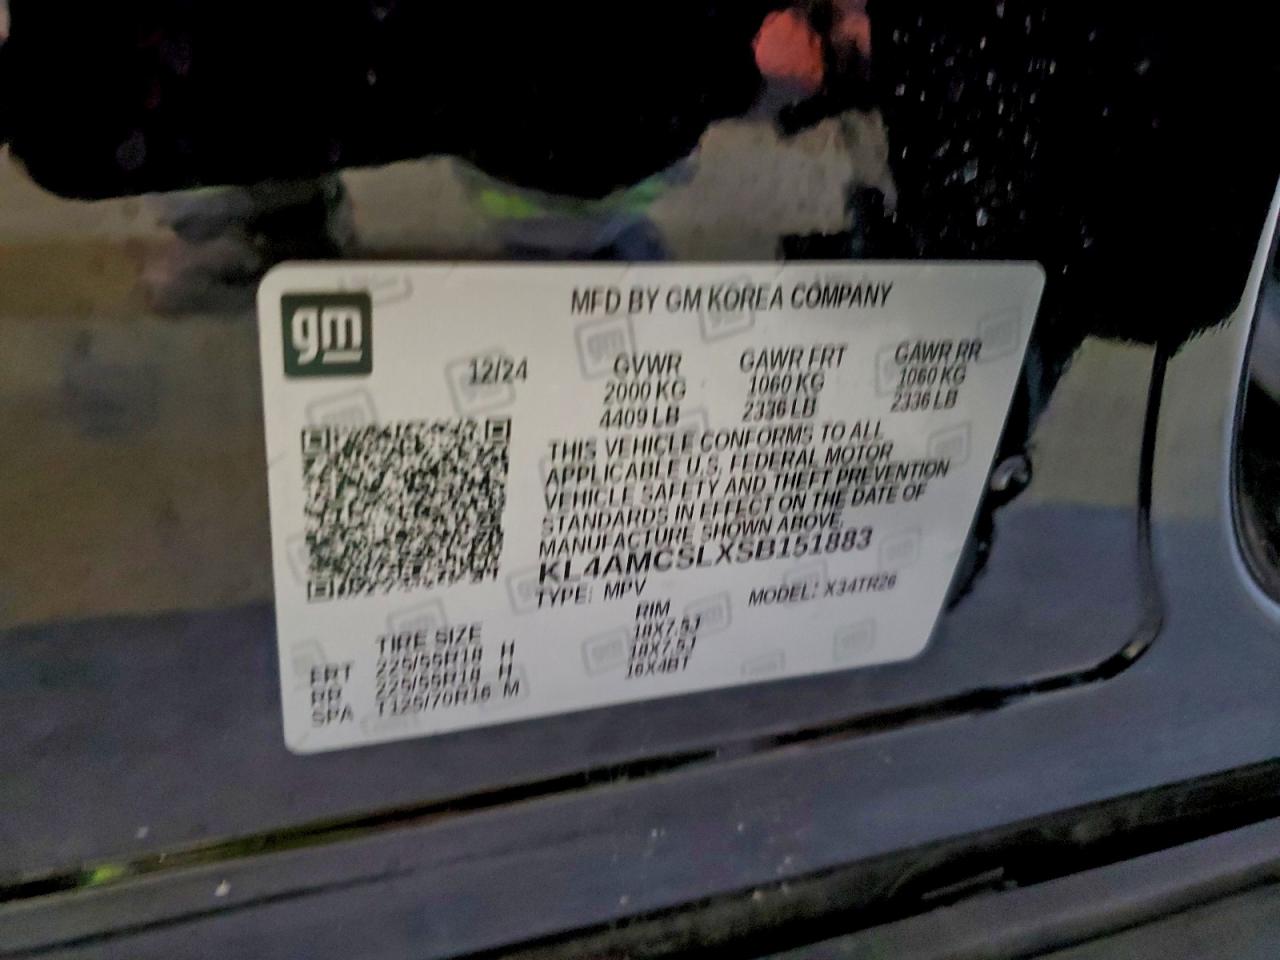 gm
MFD BY GM KOREA COMPANY
12/24
GVWR GAWR FRT GAWR RR
2000 KG 1060 KG 1060 KG
4409 LB 2336 LB 2336 LB
THIS VEHICLE CONFORMS TO ALL
APPLICABLE U.S. FEDERAL MOTOR
VEHICLE SAFETY AND THEFT PREVENTION
STANDARDS IN EFFECT ON THE DATE OF
MANUFACTURE SHOWN ABOVE.
KL4AMCSLXSB151883
TYPE: MPV MODEL: X34TR26
TIRE SIZE RIM
FRT 225/55R18 H 18X7.5J
RR 225/55R18 H 18X7.5J
SPA T125/70R16 M 16X4BT